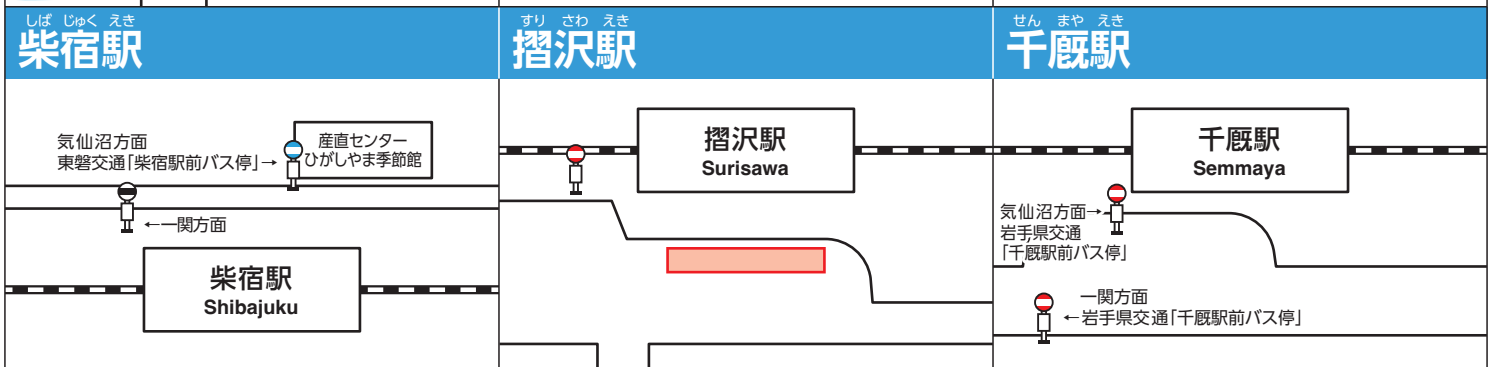 しば じゅく えき
柴宿駅
気仙沼方面
東磐交通「柴宿駅前バス停」→
産直センター
ひがしやま季節館
←一関方面
柴宿駅
Shibajuku
すり さわ えき
摺沢駅
摺沢駅
Surisawa
せん まや えき
千厩駅
千厩駅
Semmaya
気仙沼方面→
岩手県交通
「千厩駅前バス停」
一関方面
←岩手県交通「千厩駅前バス停」